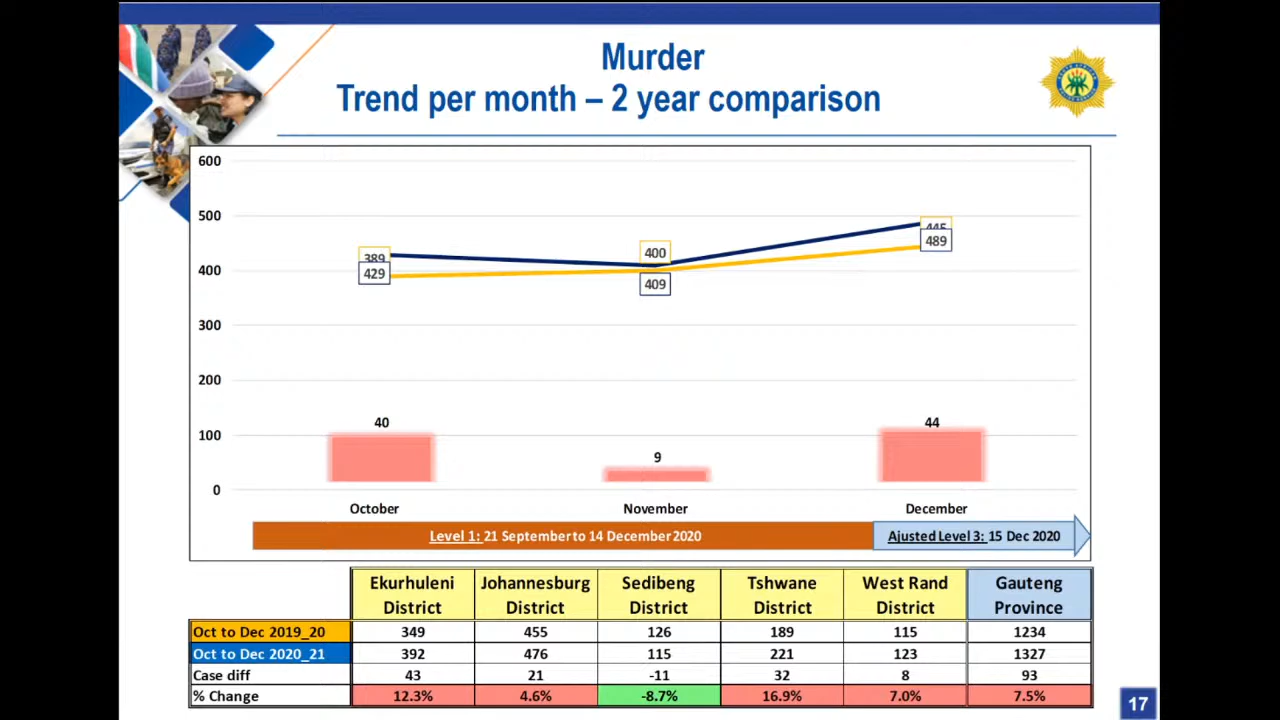 Murder
Trend per month – 2 year comparison
600
500
400
300
200
100
0
389
429
400
409
445
489
40
9
44
October November December
Level 1: 21 September to 14 December 2020
Ajusted Level 3: 15 Dec 2020
Ekurhuleni District Johannesburg District Sedibeng District Tshwane District West Rand District Gauteng Province
Oct to Dec 2019_20 349 455 126 189 115 1234
Oct to Dec 2020_21 392 476 115 221 123 1327
Case diff 43 21 -11 32 8 93
% Change 12.3% 4.6% -8.7% 16.9% 7.0% 7.5%
17